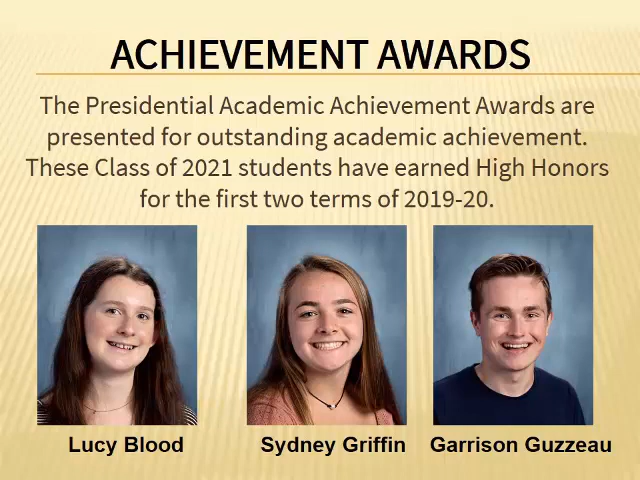 ACHIEVEMENT AWARDS
The Presidential Academic Achievement Awards are
presented for outstanding academic achievement.
These Class of 2021 students have earned High Honors
for the first two terms of 2019-20.
Lucy Blood
Sydney Griffin
Garrison Guzzeau